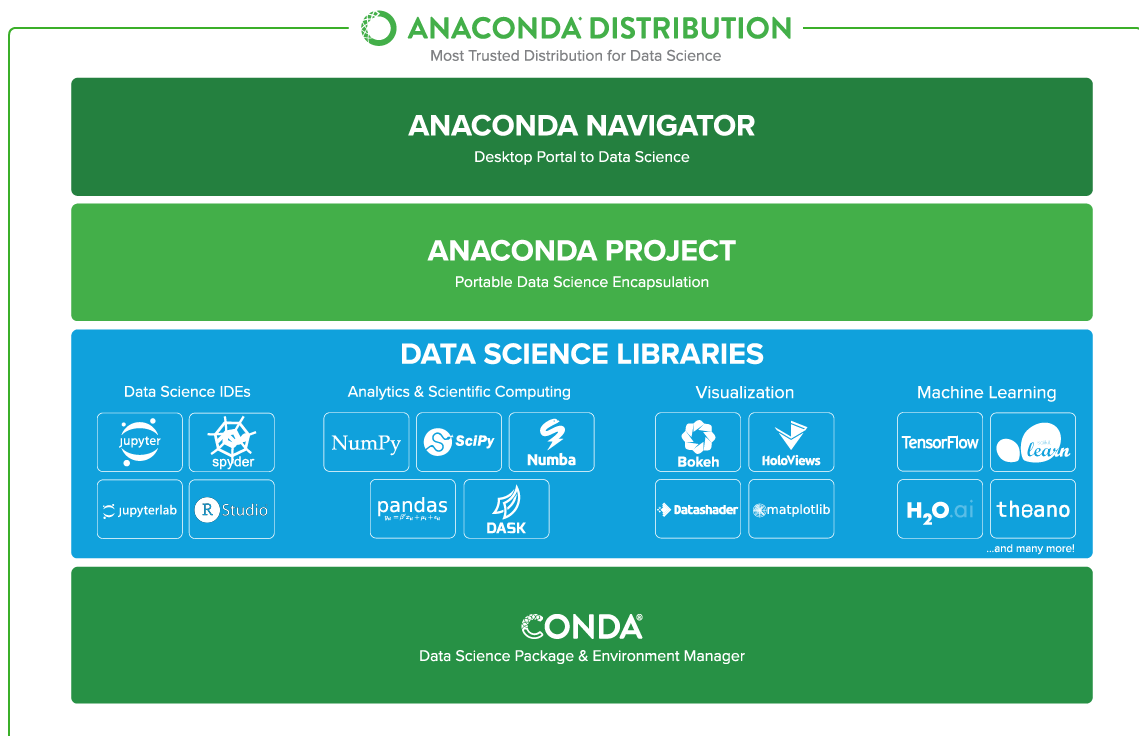 ANACONDA® DISTRIBUTION
Most Trusted Distribution for Data Science
ANACONDA NAVIGATOR
Desktop Portal to Data Science
ANACONDA PROJECT
Portable Data Science Encapsulation
DATA SCIENCE LIBRARIES
Data Science IDEs
jupyter
spyder
jupyterlab
R Studio
Analytics & Scientific Computing
NumPy
SciPy
Numba
pandas
DASK
Visualization
Bokeh
HoloViews
Datashader
matplotlib
Machine Learning
TensorFlow
learn
H2O.ai
theano
...and many more!
CONDA®
Data Science Package & Environment Manager